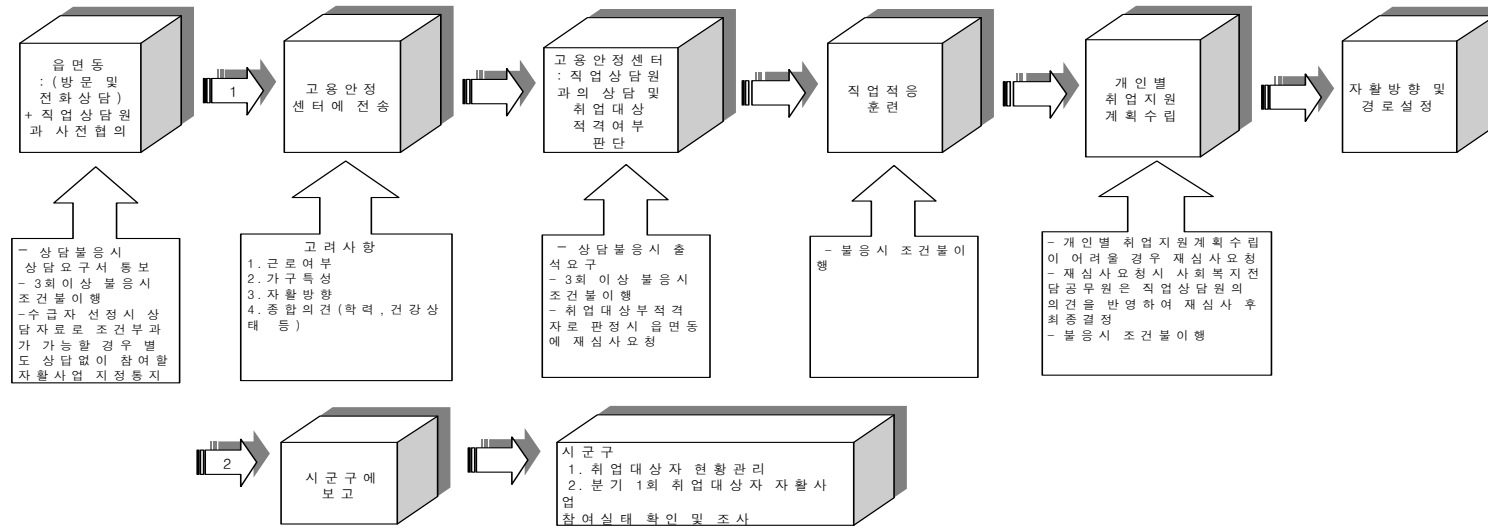 읍면동
: (방문 및
전화상담)
+ 직업상담원
과 사전협의
1
고용안정
센터에 전송
고용안정센터
: 직업상담원
과의 상담 및
취업대상
적격여부
판단
직업적응
훈련
개인별
취업지원
계획수립
자활방향 및
경로설정
- 상담불응시
상담요구서 통보
- 3회이상 불응시
조건불이행
-수급자 선정시 상
담자료로 조건부과
가 가능할 경우 별
도 상답없이 참여할
자활사업 지정통지
고려사항
1.근로여부
2.가구특성
3.자활방향
4.종합의견(학력,건강상
태 등)
- 상담불응시 출
석요구
- 3회 이상 불응시
조건불이행
- 취업대상부적격
자로 판정시 읍면동
에 재심사요청
- 불응시 조건불이
행
- 개인별 취업지원계획수립
이 어려울 경우 재심사요청
- 재심사요청시 사회복지전
담공무원은 직업상담원의
의견을 반영하여 재심사 후
최종결정
- 불응시 조건불이행
2
시군구에
보고
시군구
1. 취업대상자 현황관리
2.분기 1회 취업대상자 자활사
업
참여실태 확인 및 조사